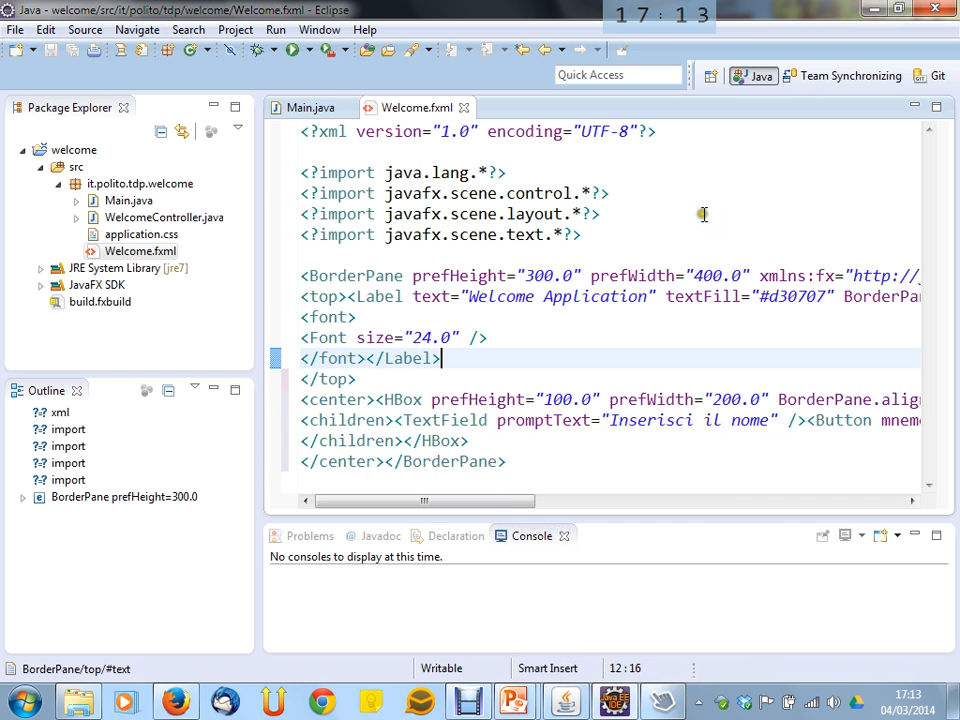 Java - welcome/src/it/polito/tdp/welcome/Welcome.fxml - Eclipse
17:13
File Edit Source Navigate Search Project Run Window Help
Quick Access
Java
Team Synchronizing
Git
Package Explorer
welcome
src
it.polito.tdp.welcome
Main.java
WelcomeController.java
application.css
Welcome.fxml
JRE System Library [jre7]
JavaFX SDK
build.fxbuild
Outline
xml
import
import
import
import
BorderPane prefHeight=300.0
Main.java
Welcome.fxml
<?xml version="1.0" encoding="UTF-8"?>
<?import java.lang.*?>
<?import javafx.scene.control.*?>
<?import javafx.scene.layout.*?>
<?import javafx.scene.text.*?>
<BorderPane prefHeight="300.0" prefWidth="400.0" xmlns:fx="http:/
<top><Label text="Welcome Application" textFill="#d30707" BorderPan
<font>
<Font size="24.0" />
</font></Label>
</top>
<center><HBox prefHeight="100.0" prefWidth="200.0" BorderPane.align
<children><TextField promptText="Inserisci il nome" /><Button mnem
</children></HBox>
</center></BorderPane>
Problems
@ Javadoc
Declaration
Console
No consoles to display at this time.
BorderPane/top/#text
Writable
Smart Insert
12 : 16
Java EE
IDE
17:13
04/03/2014